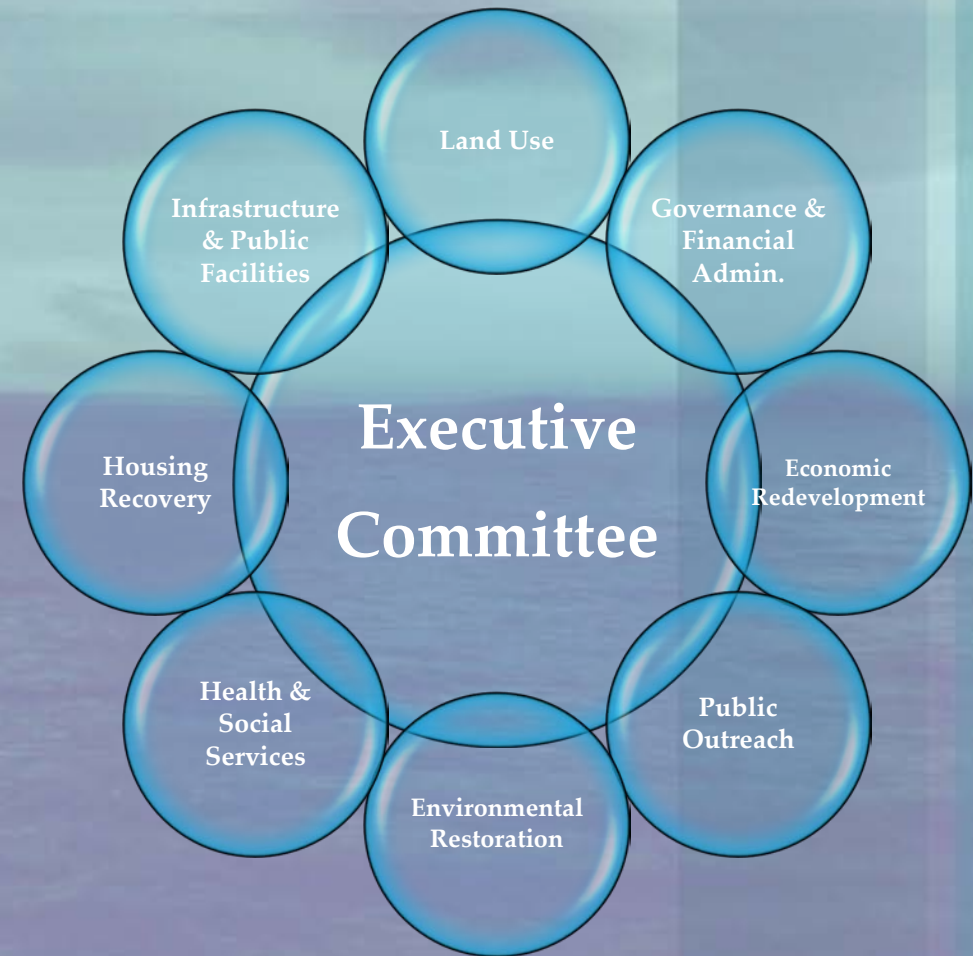 Land Use
Governance &
Financial
Admin.
Economic
Redevelopment
Public
Outreach
Environmental
Restoration
Health &
Social
Services
Housing
Recovery
Infrastructure
& Public
Facilities
Executive
Committee